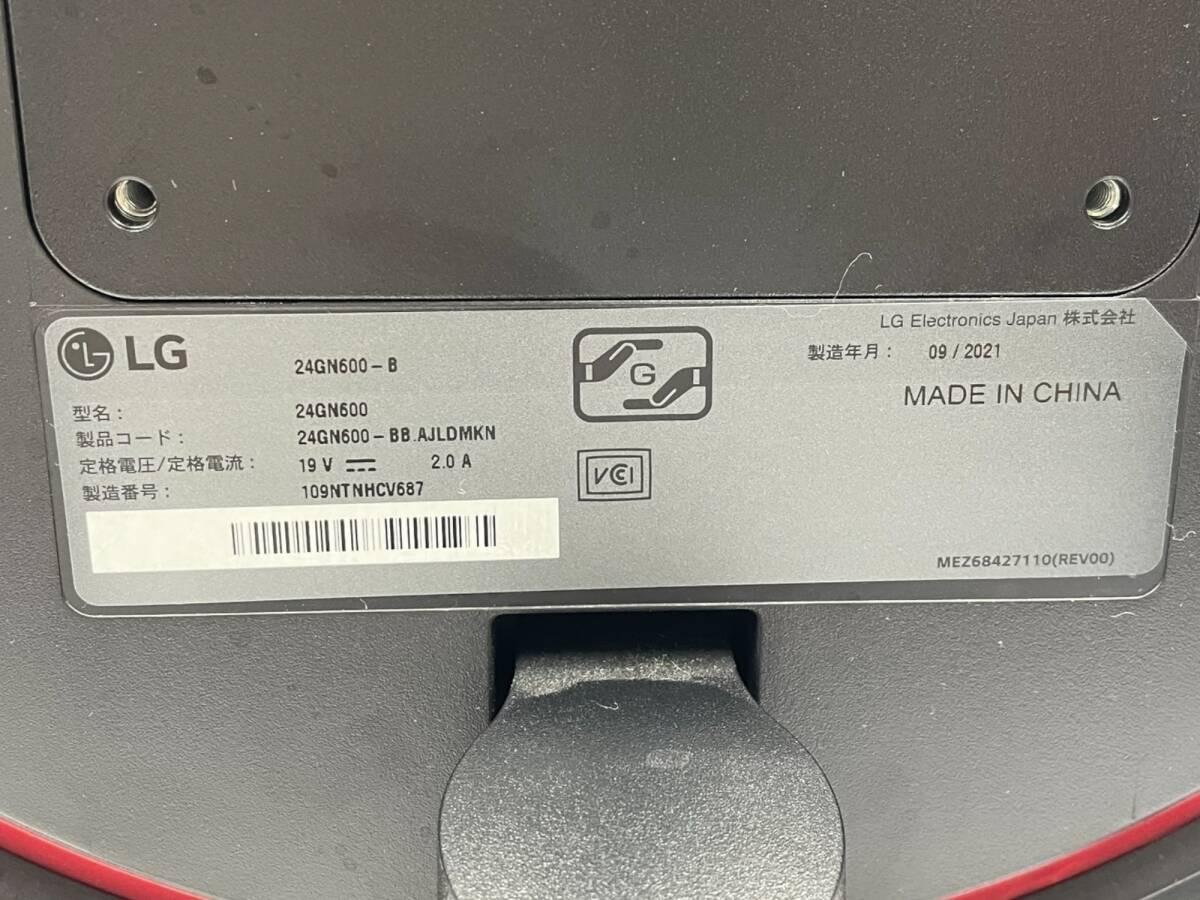 LG
24GN600-B
型名: 24GN600
製品コード: 24GN600-BB.AJLDMKN
定格電圧/定格電流: 19 V 2.0 A
製造番号: 109NTNHCV687
G
VCCI
LG Electronics Japan 株式会社
製造年月: 09/2021
MADE IN CHINA
MEZ68427110(REV00)